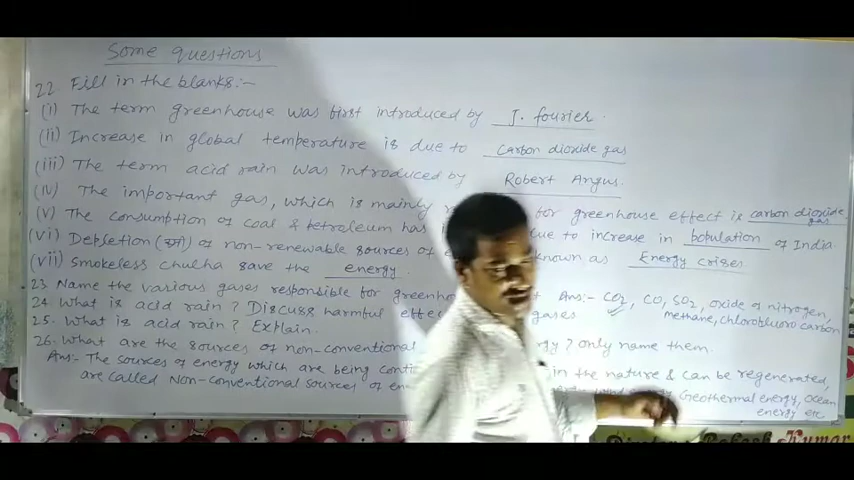 Some questions
22. Fill in the blanks:-
(i) The term greenhouse was first introduced by J. fourier.
(ii) Increase in global temperature is due to carbon dioxide gas
(iii) The term acid rain was introduced by Robert Angus.
(iv) The important gas, which is mainly for greenhouse effect is carbon dioxide gas
(v) The consumption of coal & petroleum has due to increase in population of India
(vi) Depletion (कमी) of non-renewable sources of known as Energy crises
(vii) Smokeless chulha save the energy.
23 Name the various gases responsible for Ans:- CO2, CO, SO2, oxide of nitrogen,
methane, chlorobluoro carbon
24. What is acid rain? Discuss harmful gases.
25. What is acid rain? Explain.
26. What are the sources of non-conventional only name them.
Ans:- The sources of energy which are being in the nature & can be regenerated,
are called Non-conventional sources of Geothermal energy, ocean
energy etc
Rakesh Kumar